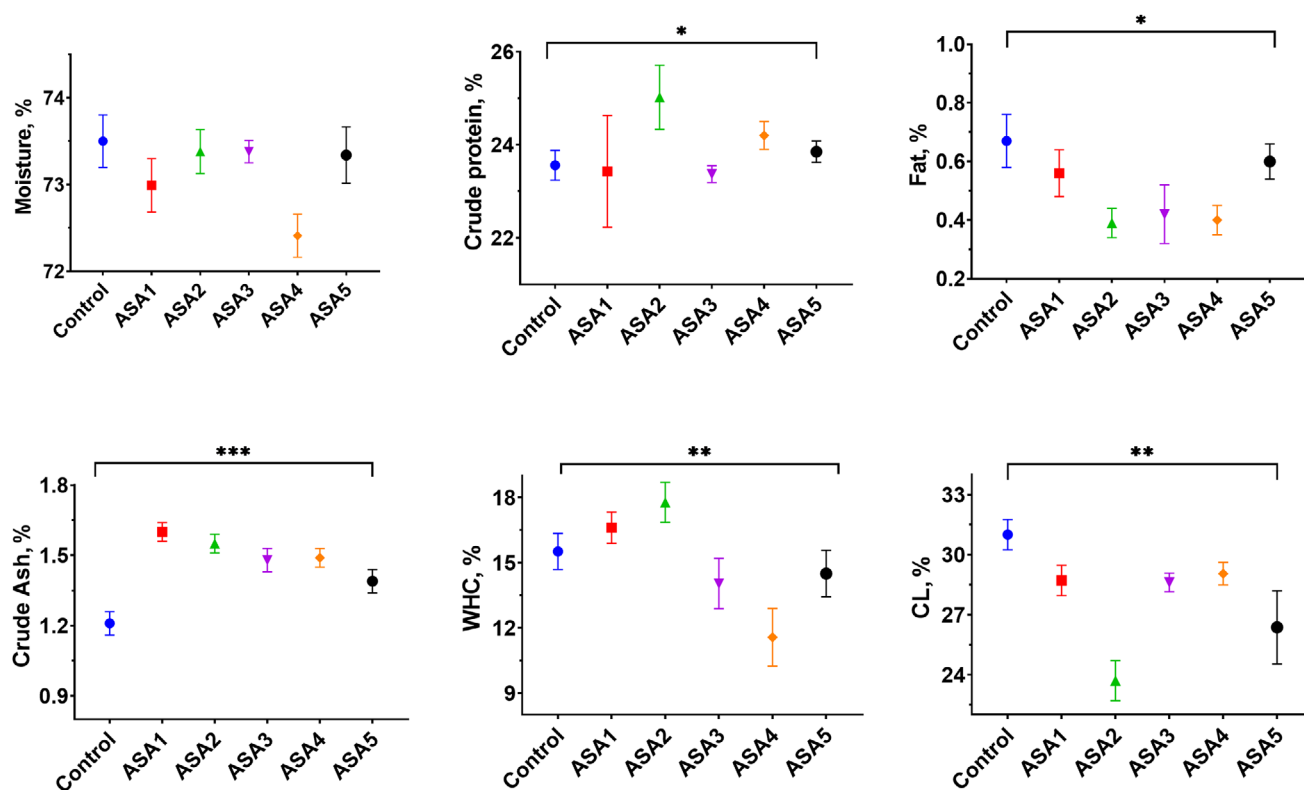 Moisture, %
74
73
72
Control
ASA1
ASA2
ASA3
ASA4
ASA5
*
Crude protein, %
26
24
22
Control
ASA1
ASA2
ASA3
ASA4
ASA5
*
Fat, %
1.0
0.8
0.6
0.4
0.2
Control
ASA1
ASA2
ASA3
ASA4
ASA5
***
Crude Ash, %
1.8
1.5
1.2
0.9
Control
ASA1
ASA2
ASA3
ASA4
ASA5
**
WHC, %
18
15
12
9
Control
ASA1
ASA2
ASA3
ASA4
ASA5
**
CL, %
33
30
27
24
Control
ASA1
ASA2
ASA3
ASA4
ASA5